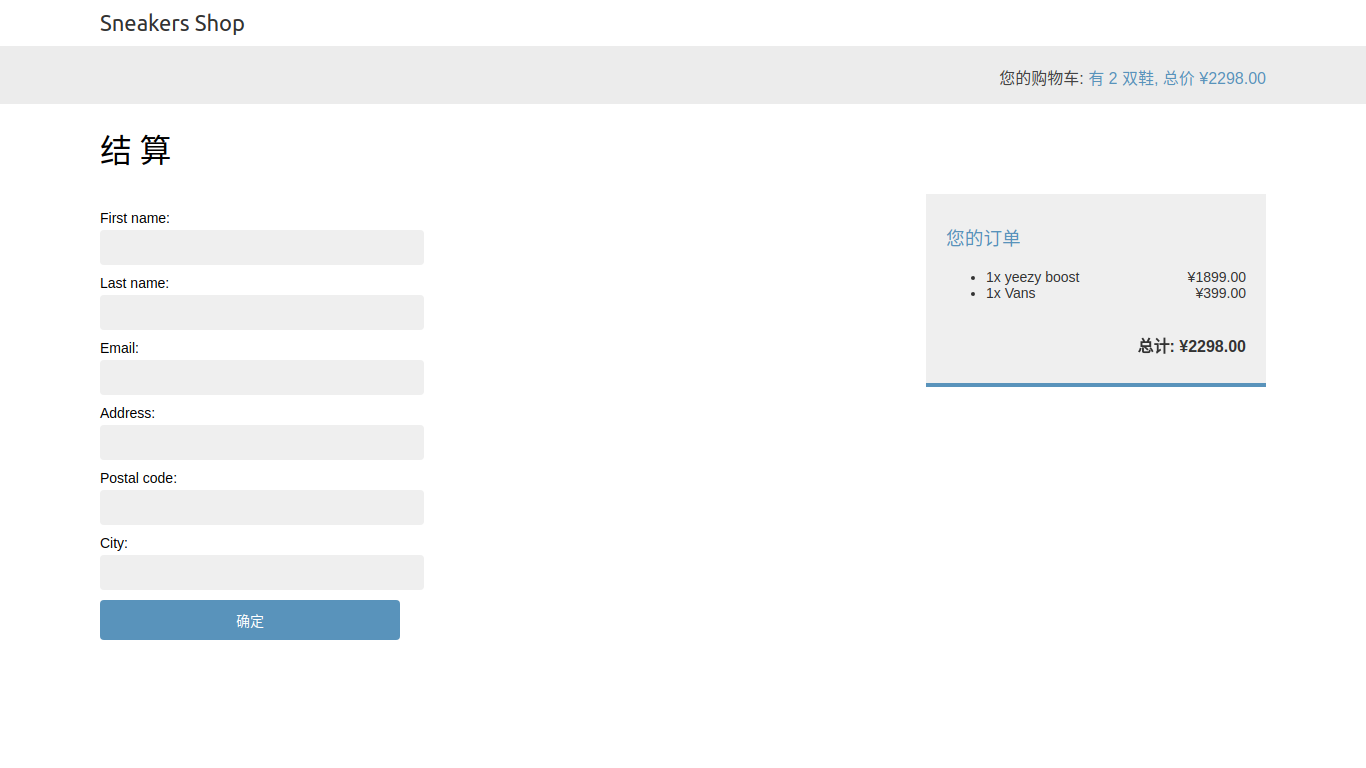 Sneakers Shop
您的购物车: 有 2 双鞋, 总价 ¥2298.00
结 算
First name:
Last name:
Email:
Address:
Postal code:
City:
确定
您的订单
1x yeezy boost ¥1899.00
1x Vans ¥399.00
总计: ¥2298.00